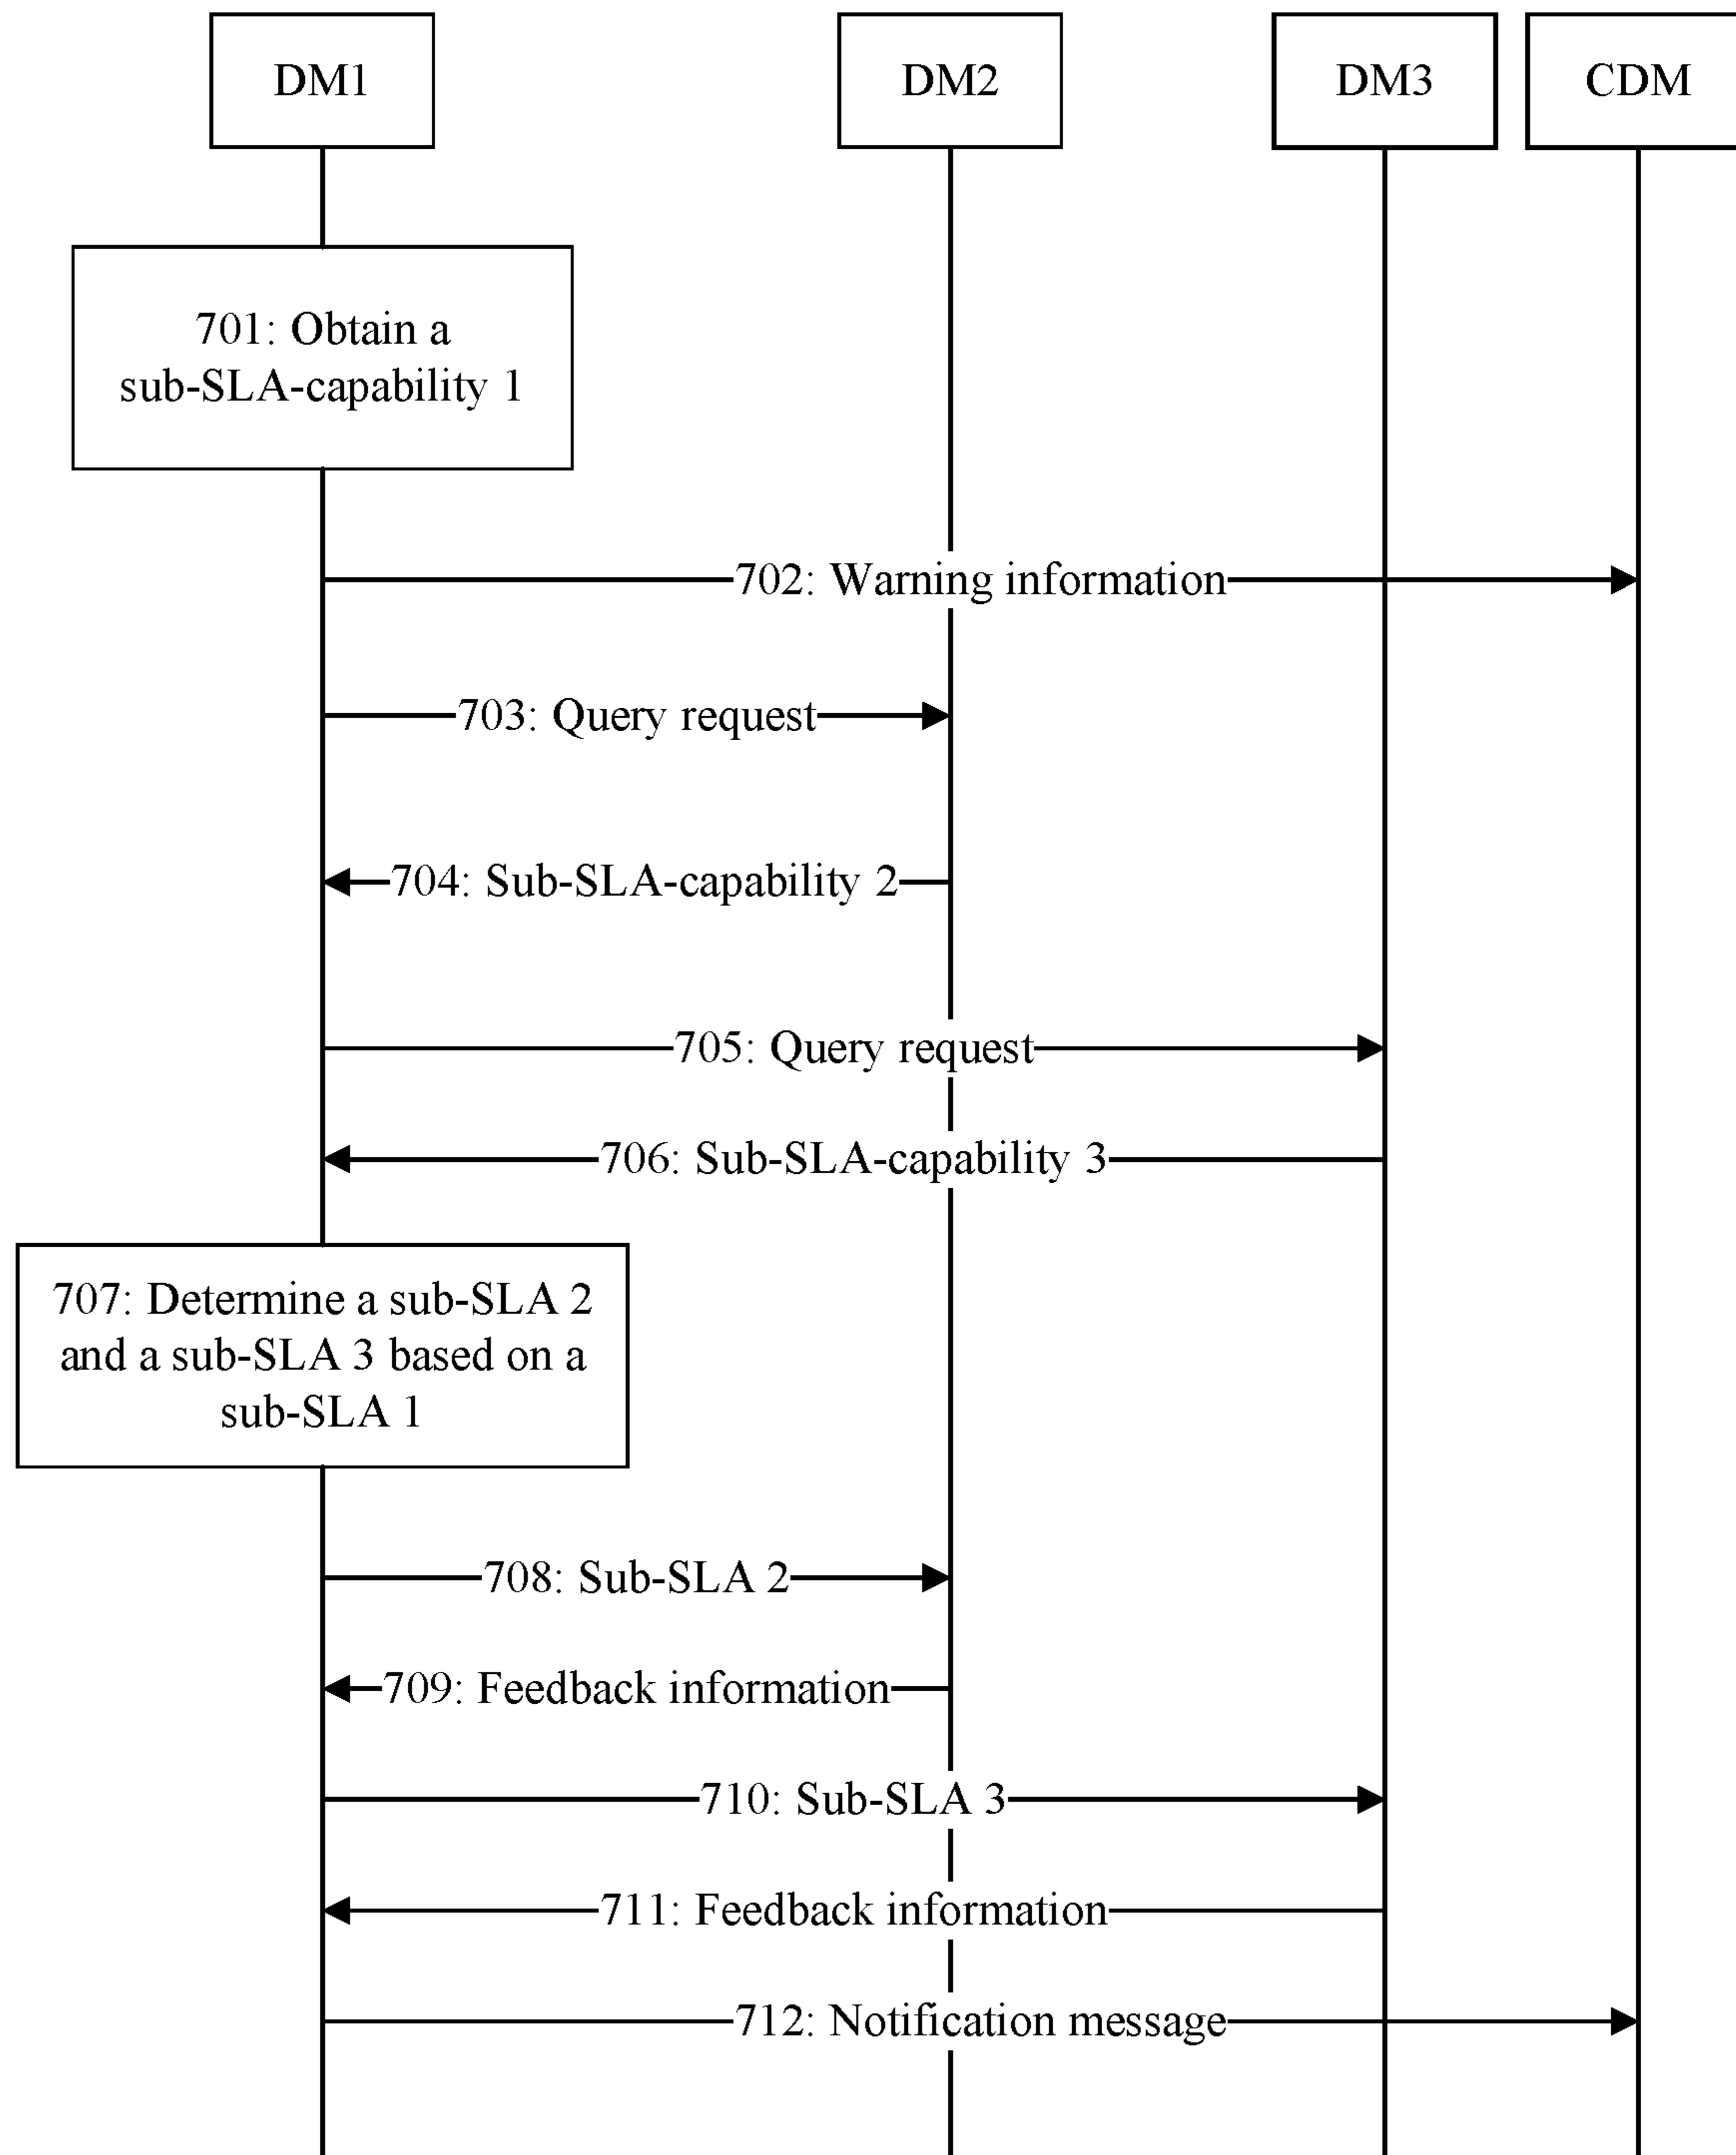 DM1
DM2
DM3
CDM
701: Obtain a
sub-SLA-capability 1
702: Warning information
703: Query request
704: Sub-SLA-capability 2
705: Query request
706: Sub-SLA-capability 3
707: Determine a sub-SLA 2
and a sub-SLA 3 based on a
sub-SLA 1
708: Sub-SLA 2
709: Feedback information
710: Sub-SLA 3
711: Feedback information
712: Notification message